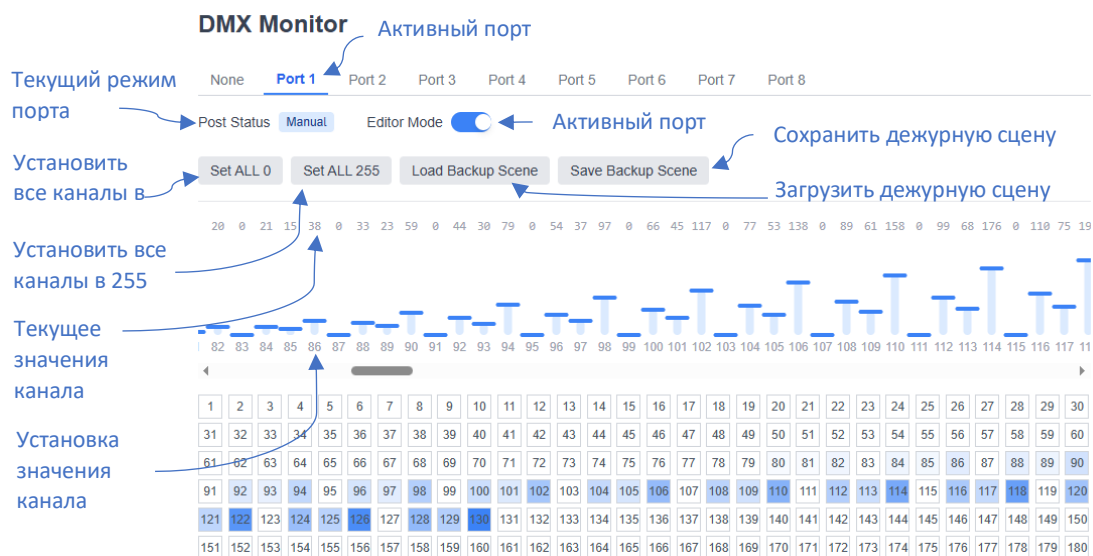 DMX Monitor
Активный порт
None Port 1 Port 2 Port 3 Port 4 Port 5 Port 6 Port 7 Port 8
Текущий режим
порта
Post Status Manual Editor Mode
Активный порт
Сохранить дежурную сцену
Установить
все каналы в
Set ALL 0 Set ALL 255 Load Backup Scene Save Backup Scene
Загрузить дежурную сцену
20 0 21 15 38 0 33 23 59 0 44 30 79 0 54 37 97 0 66 45 117 0 77 53 138 0 89 61 158 0 99 68 176 0 110 75 19
Установить все
каналы в 255
Текущее
значения
канала
82 83 84 85 86 87 88 89 90 91 92 93 94 95 96 97 98 99 100 101 102 103 104 105 106 107 108 109 110 111 112 113 114 115 116 117 11
1 2 3 4 5 6 7 8 9 10 11 12 13 14 15 16 17 18 19 20 21 22 23 24 25 26 27 28 29 30
Установка
значения
канала
31 32 33 34 35 36 37 38 39 40 41 42 43 44 45 46 47 48 49 50 51 52 53 54 55 56 57 58 59 60
61 62 63 64 65 66 67 68 69 70 71 72 73 74 75 76 77 78 79 80 81 82 83 84 85 86 87 88 89 90
91 92 93 94 95 96 97 98 99 100 101 102 103 104 105 106 107 108 109 110 111 112 113 114 115 116 117 118 119 120
121 122 123 124 125 126 127 128 129 130 131 132 133 134 135 136 137 138 139 140 141 142 143 144 145 146 147 148 149 150
151 152 153 154 155 156 157 158 159 160 161 162 163 164 165 166 167 168 169 170 171 172 173 174 175 176 177 178 179 180